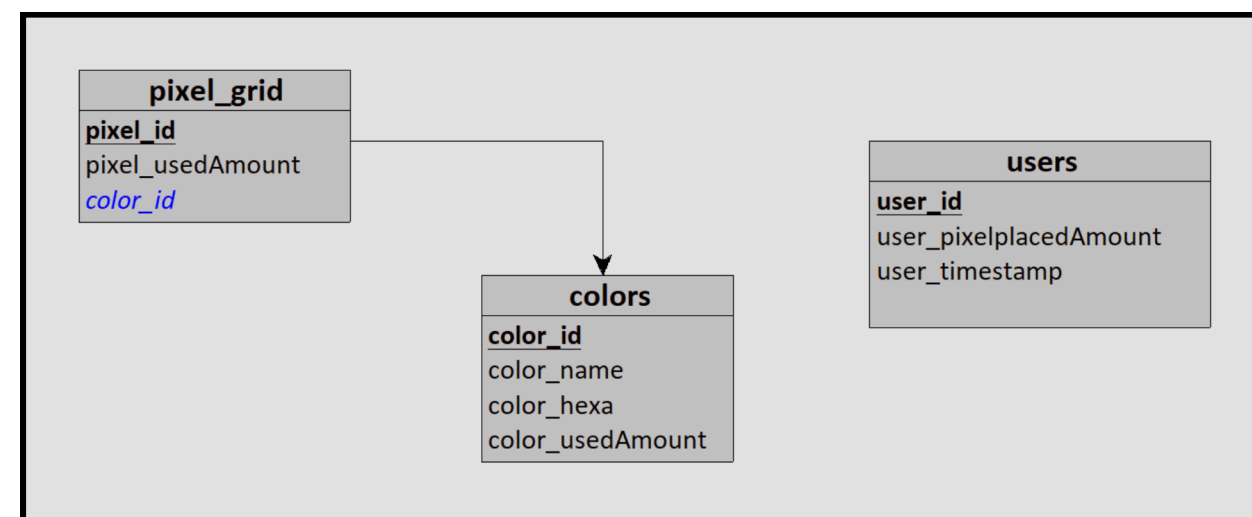 pixel_grid
pixel_id
pixel_usedAmount
color_id
users
user_id
user_pixelplacedAmount
user_timestamp
colors
color_id
color_name
color_hexa
color_usedAmount